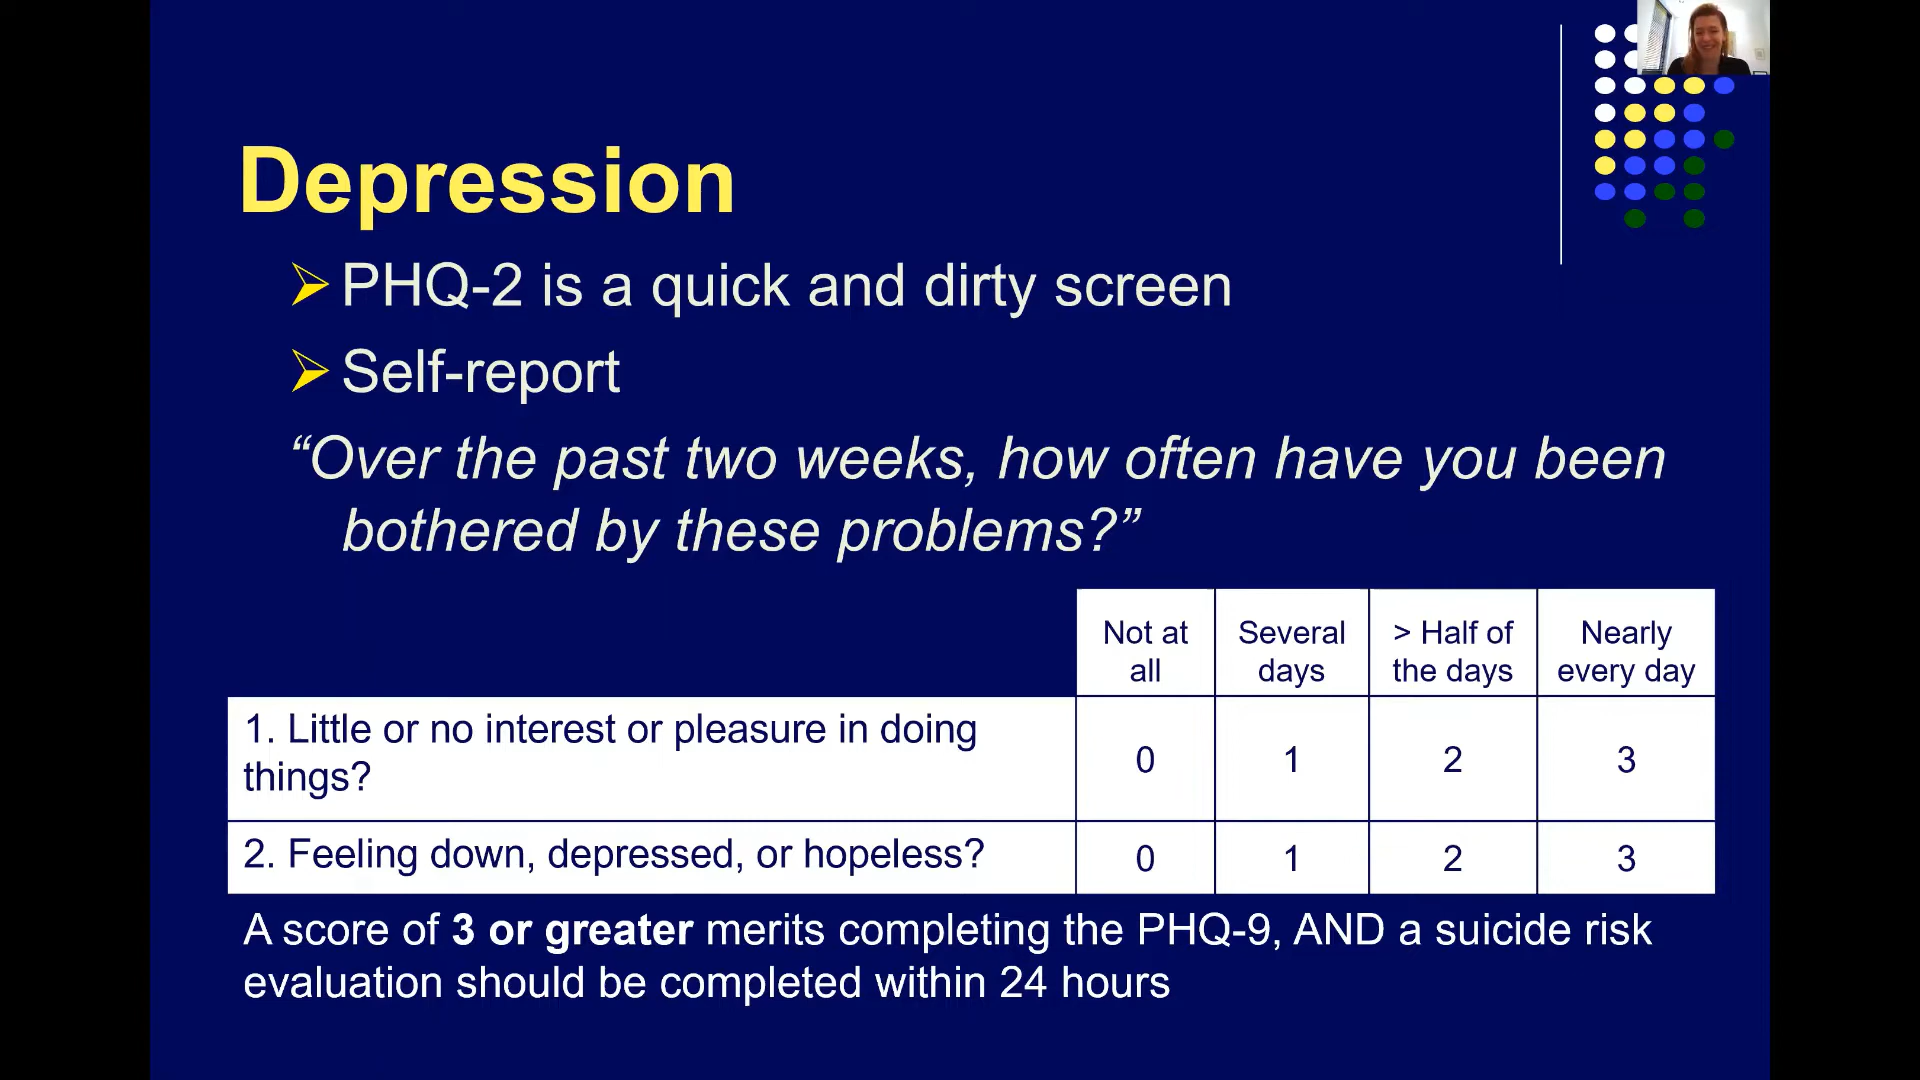 Depression
PHQ-2 is a quick and dirty screen
Self-report
“Over the past two weeks, how often have you been
bothered by these problems?”
Not at all
Several days
> Half of the days
Nearly every day
1. Little or no interest or pleasure in doing
things?
0 1 2 3
2. Feeling down, depressed, or hopeless?
0 1 2 3
A score of 3 or greater merits completing the PHQ-9, AND a suicide risk
evaluation should be completed within 24 hours